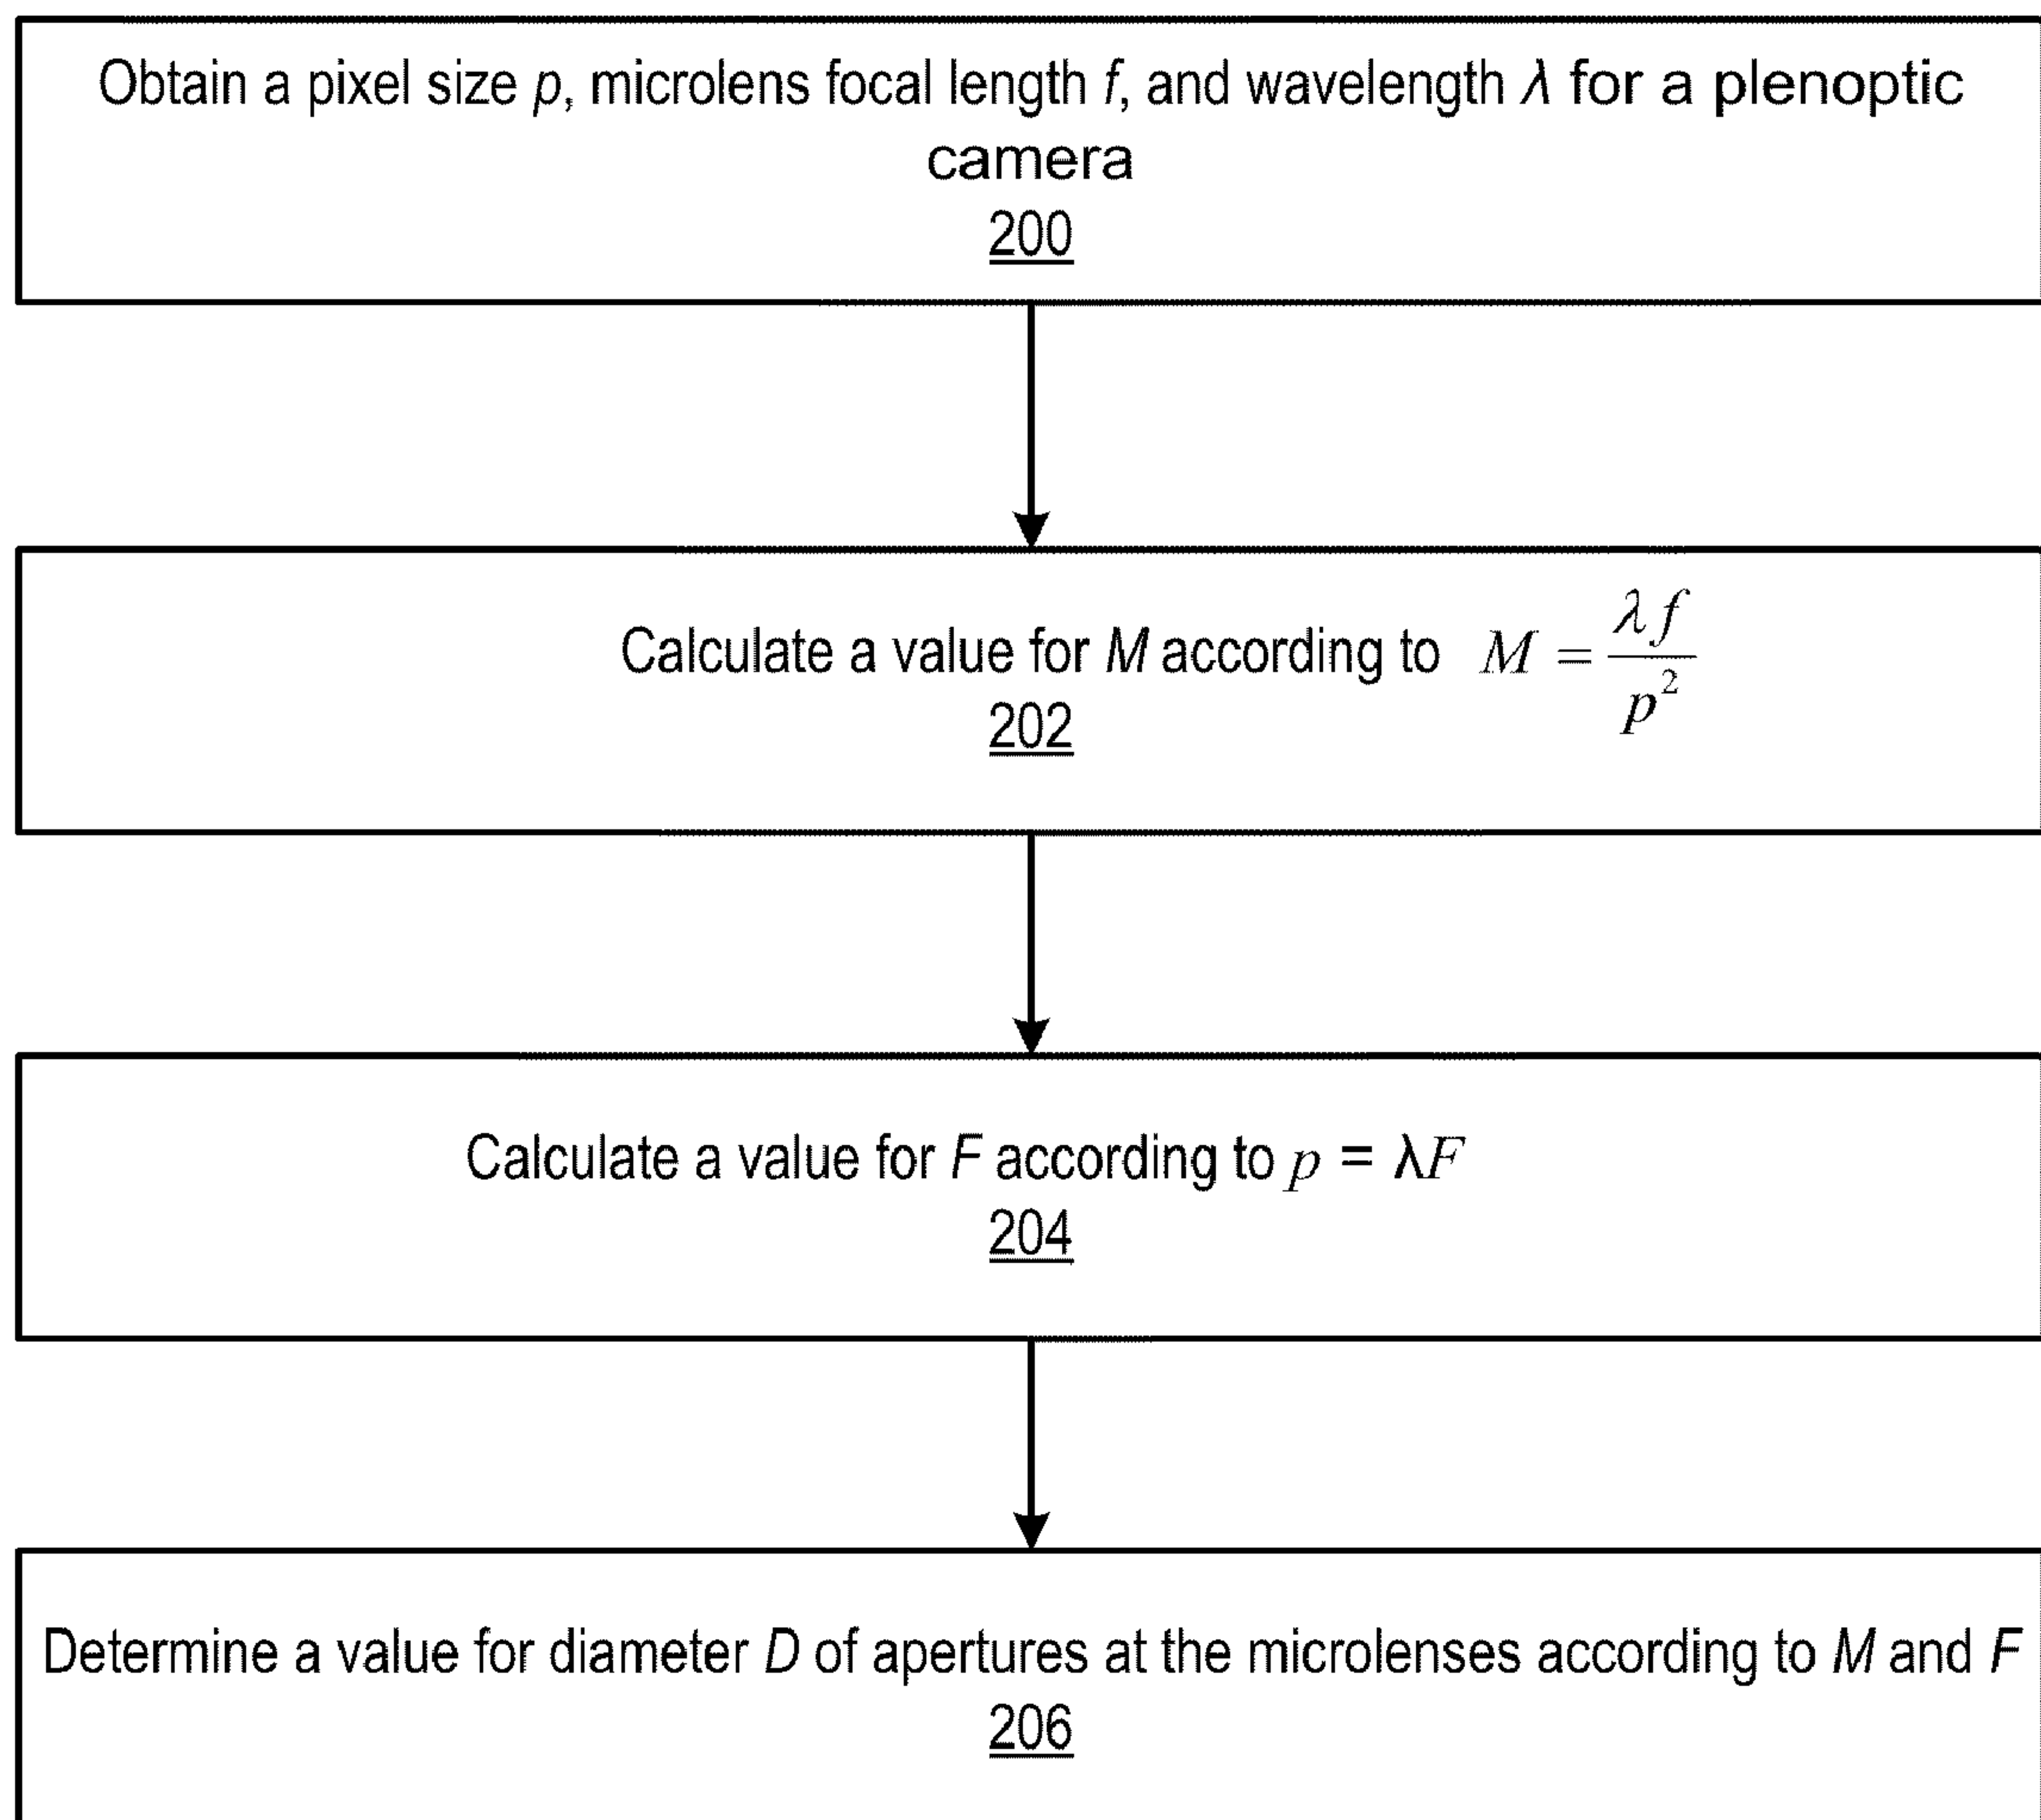 Obtain a pixel size p, microlens focal length f, and wavelength λ for a plenoptic
camera
200
Calculate a value for M according to M = λf / p²
202
Calculate a value for F according to p = λF
204
Determine a value for diameter D of apertures at the microlenses according to M and F
206